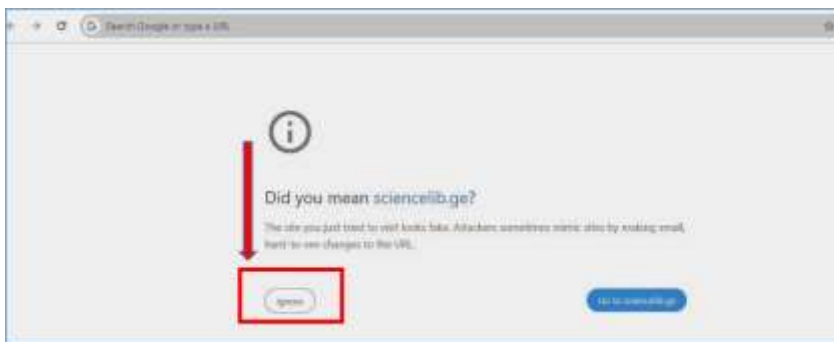 Search Google or type a URL
Did you mean sciencelib.ge?
The site you just tried to visit looks fake. Attackers sometimes mimic sites by making small,
hard-to-see changes to the URL.
Ignore
Go to sciencelib.ge